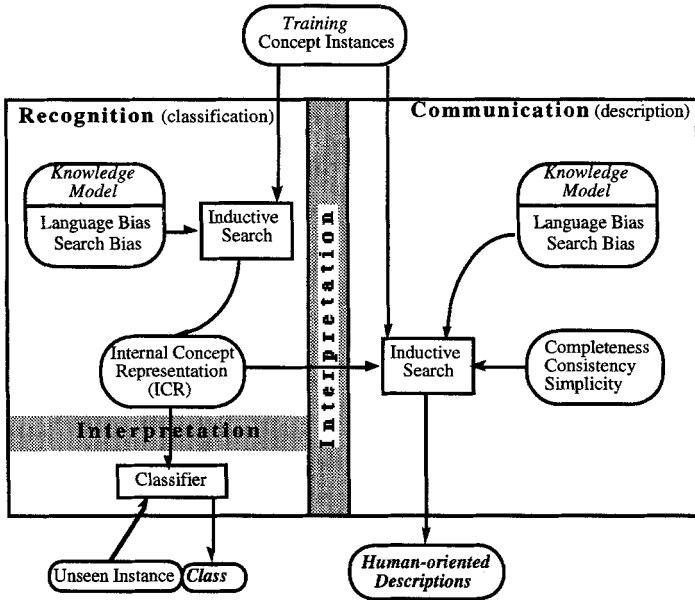 Training
Concept Instances
Recognition (classification)
Communication (description)
Knowledge
Model
Language Bias
Search Bias
Inductive
Search
Interpretation
Knowledge
Model
Language Bias
Search Bias
Internal Concept
Representation
(ICR)
Inductive
Search
Completeness
Consistency
Simplicity
Interpretation
Classifier
Unseen Instance
Class
Human-oriented
Descriptions